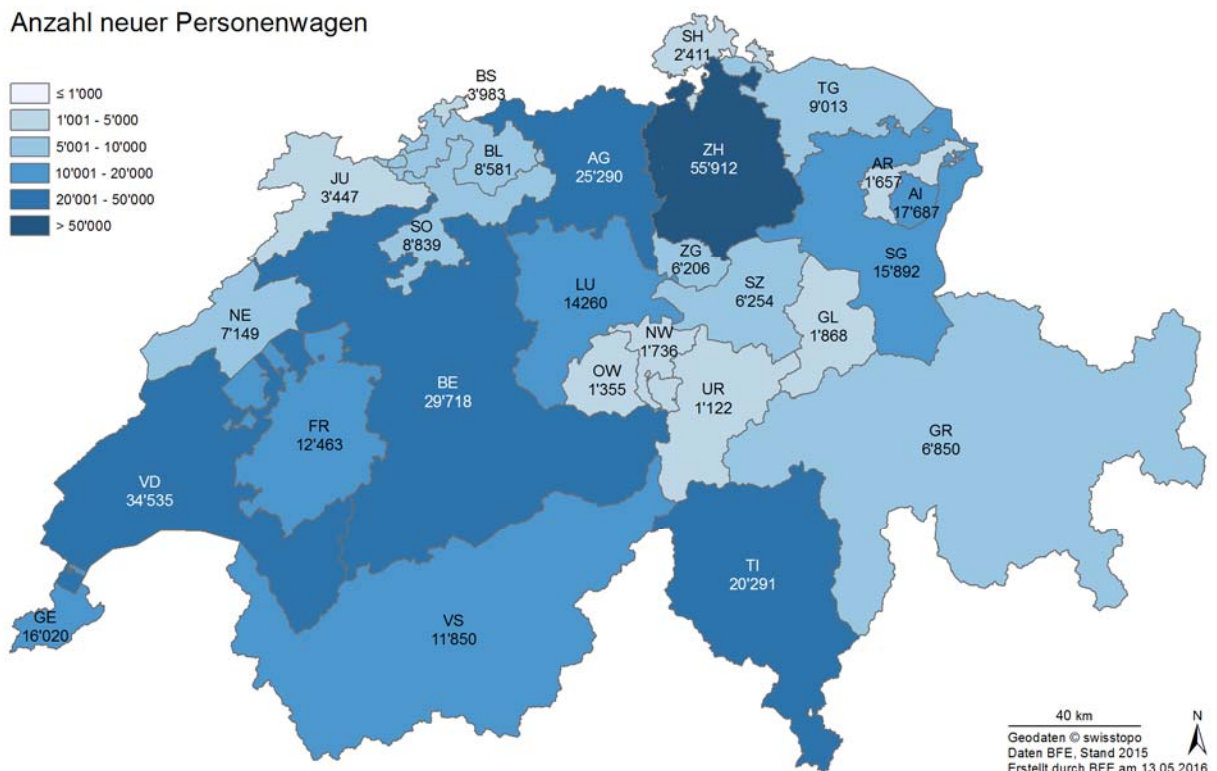 Anzahl neuer Personenwagen
≤ 1'000
1'001 - 5'000
5'001 - 10'000
10'001 - 20'000
20'001 - 50'000
> 50'000
SH
2'411
BS
3'983
TG
9'013
BL
8'581
AG
25'290
ZH
55'912
AR
1'657
AI
17'687
JU
3'447
SO
8'839
ZG
6'206
SG
15'892
LU
14260
SZ
6'254
NE
7'149
GL
1'868
NW
1'736
OW
1'355
BE
29'718
UR
1'122
FR
12'463
GR
6'850
VD
34'535
TI
20'291
GE
16'020
VS
11'850
40 km
N
Geodaten © swisstopo
Daten BFE, Stand 2015
Erstellt durch BFE am 13.05.2016